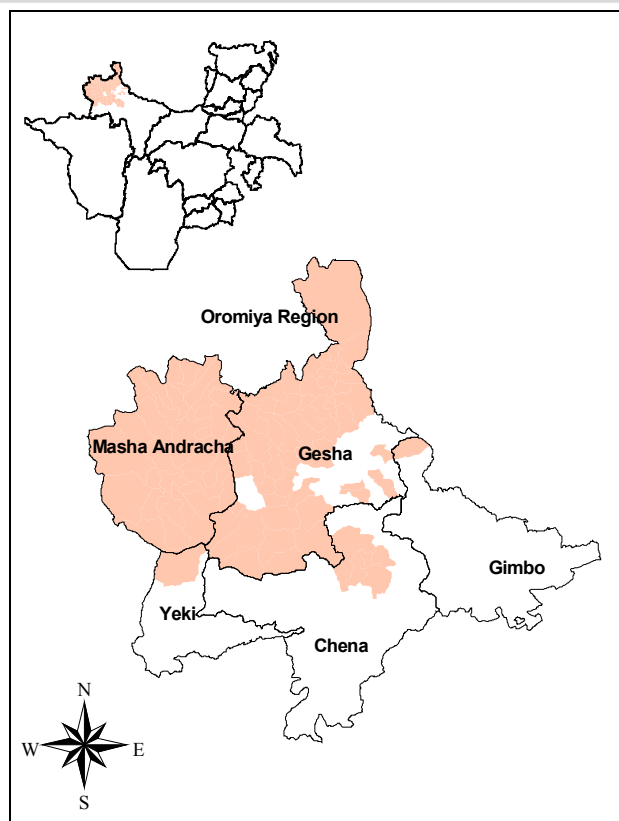 Oromiya Region
Masha Andracha
Gesha
Gimbo
Yeki
Chena
N
W
E
S